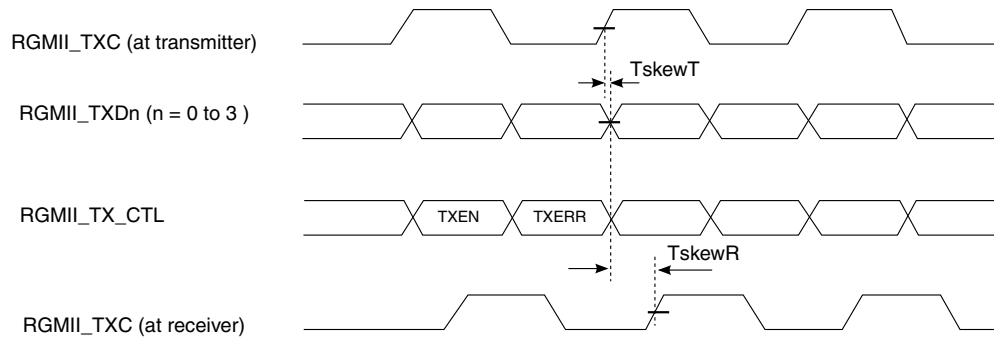 RGMII_TXC (at transmitter)
TskewT
RGMII_TXDn (n = 0 to 3 )
RGMII_TX_CTL
TXEN
TXERR
TskewR
RGMII_TXC (at receiver)